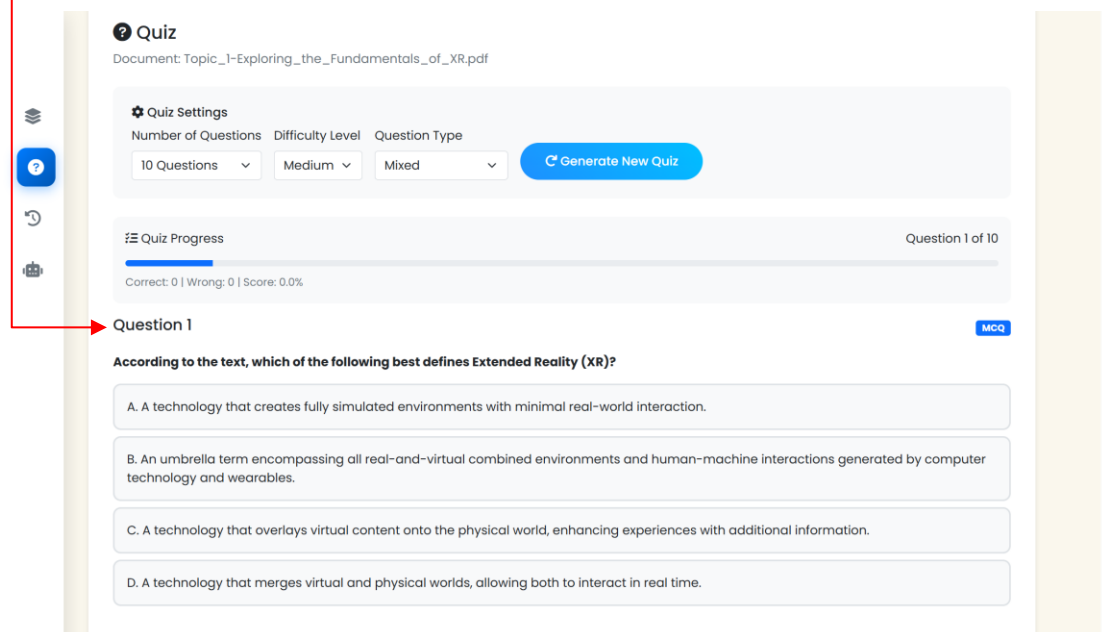 Quiz
Document: Topic_1-Exploring_the_Fundamentals_of_XR.pdf
Quiz Settings
Number of Questions Difficulty Level Question Type
10 Questions Medium Mixed Generate New Quiz
Quiz Progress Question 1 of 10
Correct: 0 | Wrong: 0 | Score: 0.0%
Question 1 MCQ
According to the text, which of the following best defines Extended Reality (XR)?
A. A technology that creates fully simulated environments with minimal real-world interaction.
B. An umbrella term encompassing all real-and-virtual combined environments and human-machine interactions generated by computer
technology and wearables.
C. A technology that overlays virtual content onto the physical world, enhancing experiences with additional information.
D. A technology that merges virtual and physical worlds, allowing both to interact in real time.